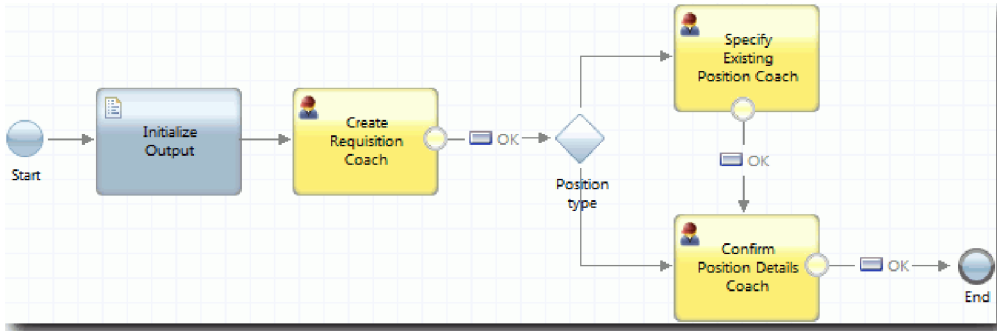 Start
Initialize
Output
Create
Requisition
Coach
OK
Position
type
Specify
Existing
Position Coach
OK
Confirm
Position Details
Coach
OK
End